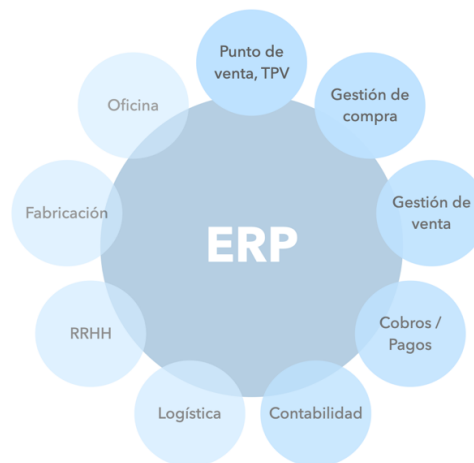 Punto de
venta, TPV
Gestión de
compra
Gestión de
venta
Cobros /
Pagos
Contabilidad
Logística
RRHH
Fabricación
Oficina
ERP